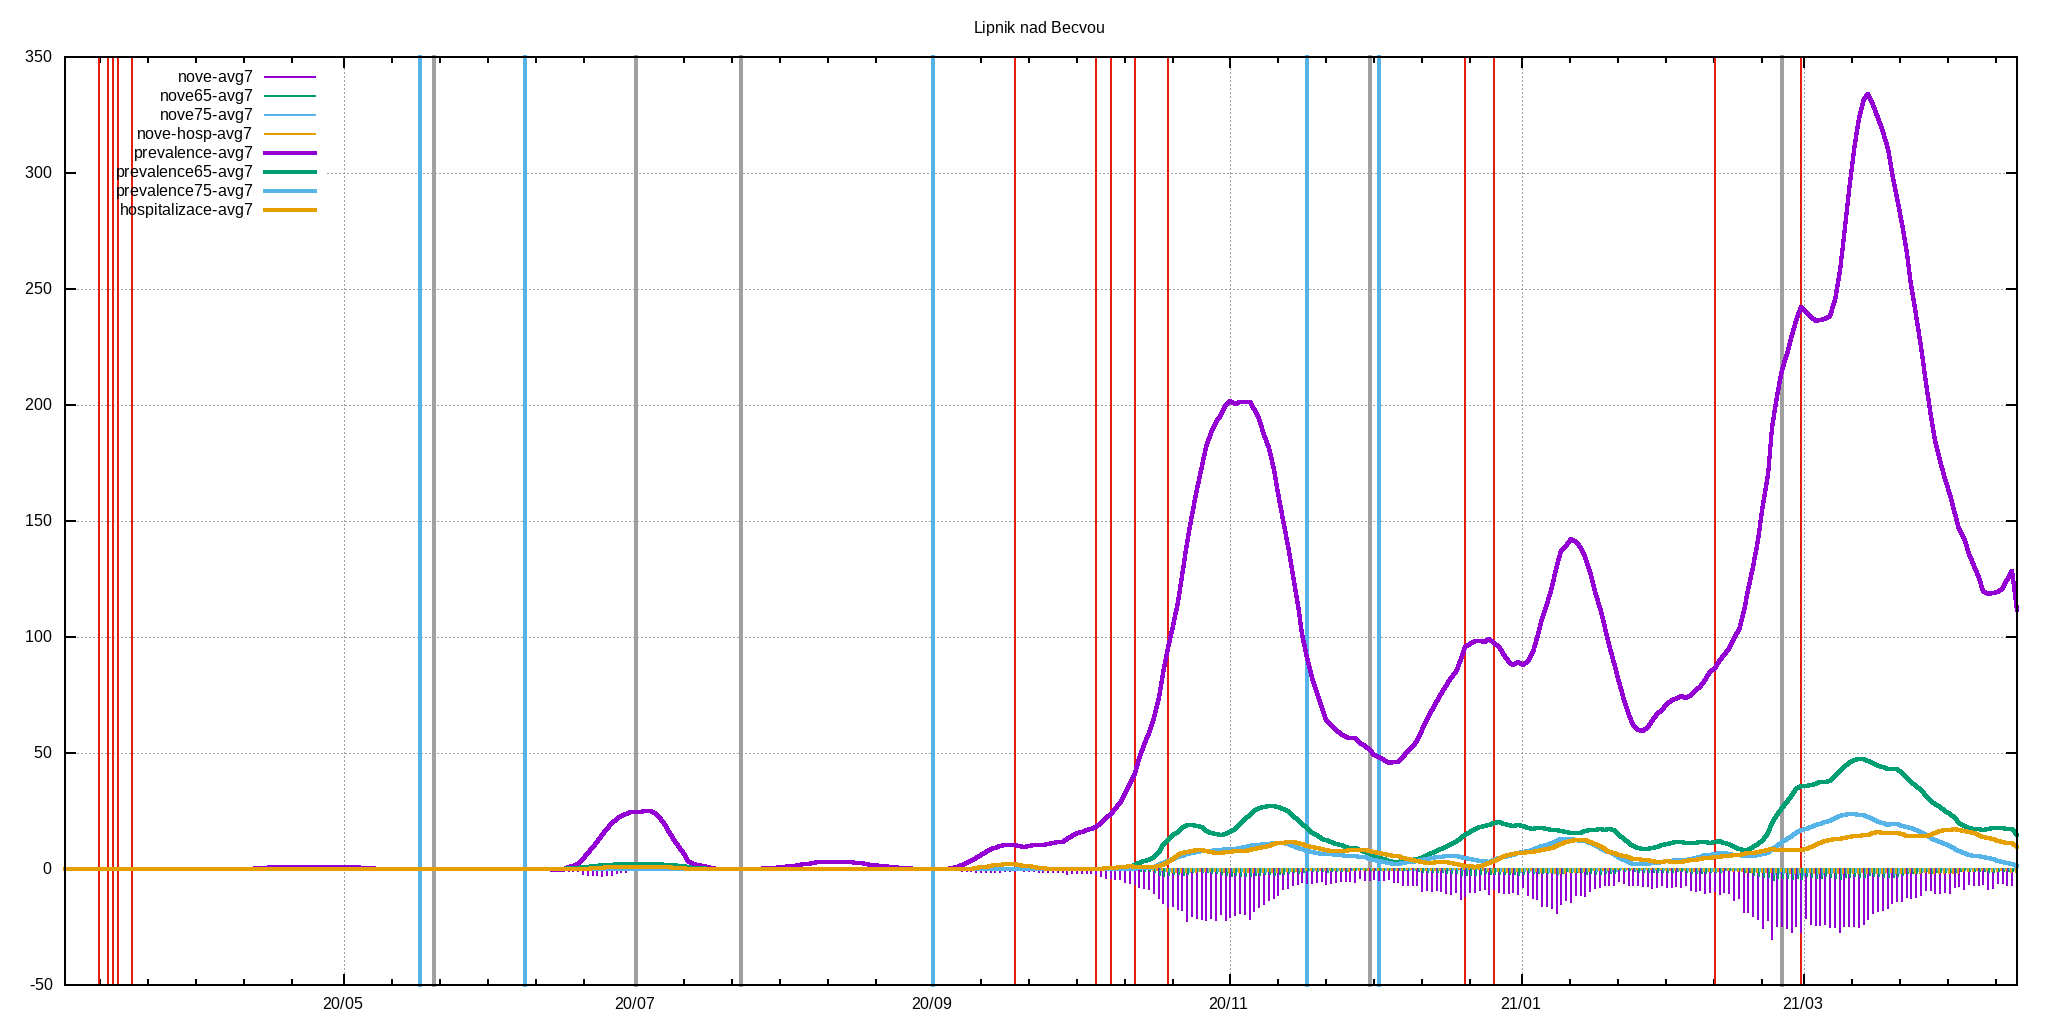 Lipnik nad Becvou
350
300
250
200
150
100
50
0
-50
nove-avg7
nove65-avg7
nove75-avg7
nove-hosp-avg7
prevalence-avg7
prevalence65-avg7
prevalence75-avg7
hospitalizace-avg7
20/05
20/07
20/09
20/11
21/01
21/03